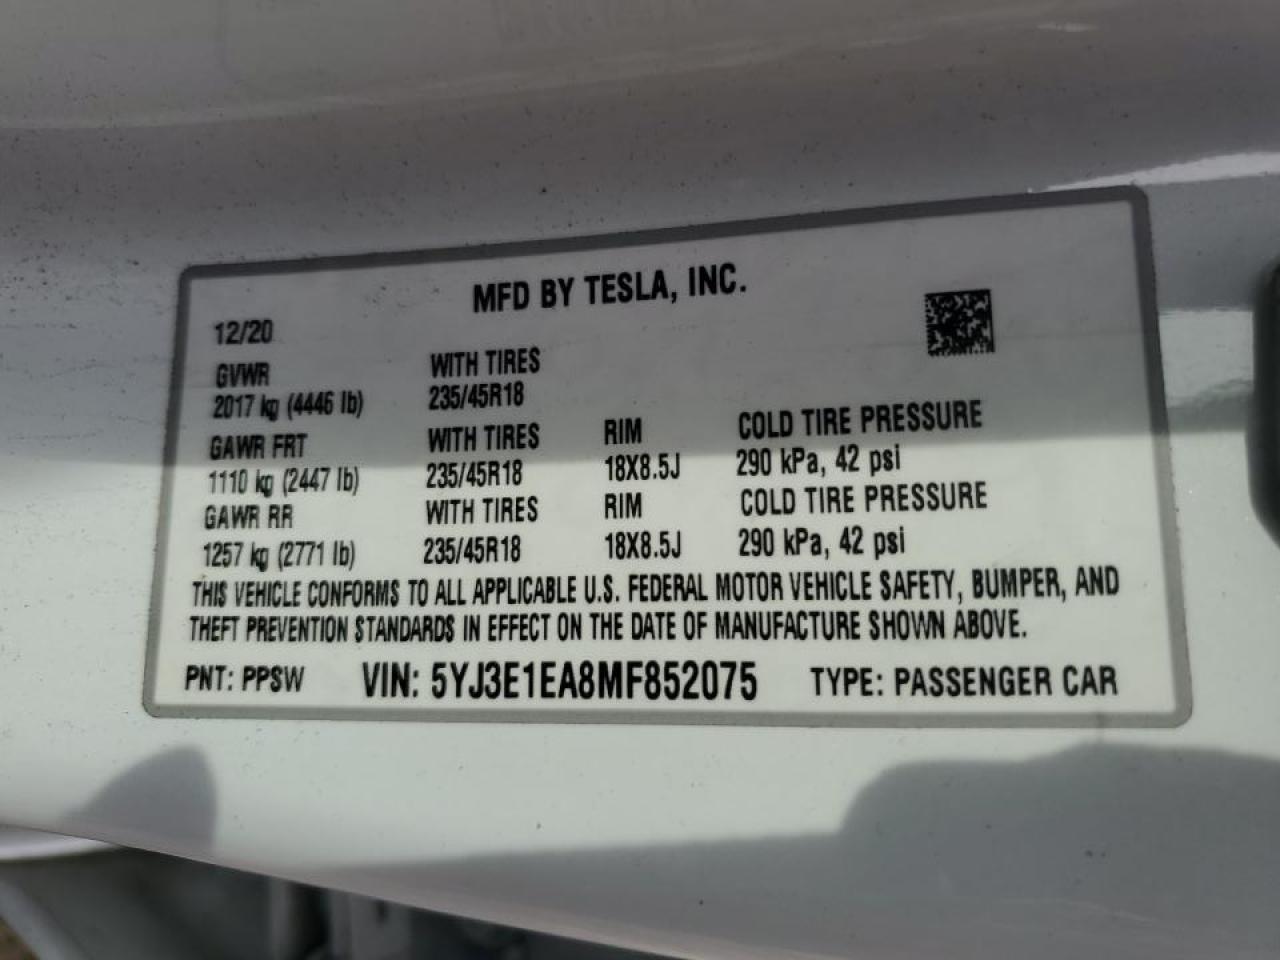 MFD BY TESLA, INC.
12/20
GVWR WITH TIRES
2017 kg (4446 lb) 235/45R18
GAWR FRT WITH TIRES RIM COLD TIRE PRESSURE
1110 kg (2447 lb) 235/45R18 18X8.5J 290 kPa, 42 psi
GAWR RR WITH TIRES RIM COLD TIRE PRESSURE
1257 kg (2771 lb) 235/45R18 18X8.5J 290 kPa, 42 psi
THIS VEHICLE CONFORMS TO ALL APPLICABLE U.S. FEDERAL MOTOR VEHICLE SAFETY, BUMPER, AND
THEFT PREVENTION STANDARDS IN EFFECT ON THE DATE OF MANUFACTURE SHOWN ABOVE.
PNT: PPSW VIN: 5YJ3E1EA8MF852075 TYPE: PASSENGER CAR